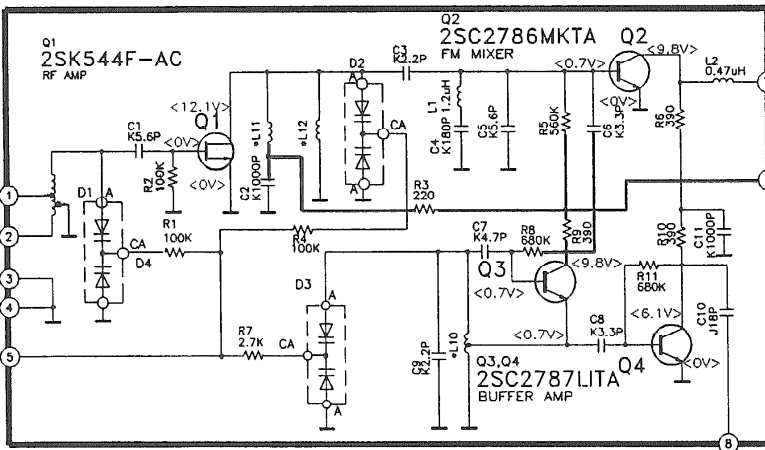 Q1
2SK544F-AC
RF AMP
Q2
2SC2786MKTA
FM MIXER
Q2
<9.8V>
L2
0.47uH
D2
C3
K2.2P
<0.7V>
<12.1V>
Q1
A
CA
A
L1
1.2uH
C4
K180P
C5
K5.6P
R5
560K
C6
K3.3P
<0V>
R6
390
C1
K5.6P
<0V>
R2
100K
<0V>
*L11
*L12
C2
K1000P
R3
220
1
2
3
4
5
D1
A
CA
D4
A
R1
100K
R4
100K
C7
K4.7P
R8
680K
R9
390
R10
390
C11
K1000P
Q3
<9.8V>
<0.7V>
R11
680K
D3
A
CA
A
R7
2.7K
C9
K2.2P
*L10
<0.7V>
C8
K3.3P
<6.1V>
C10
J18P
Q4
<0V>
Q3,Q4
2SC2787LITA
BUFFER AMP
8